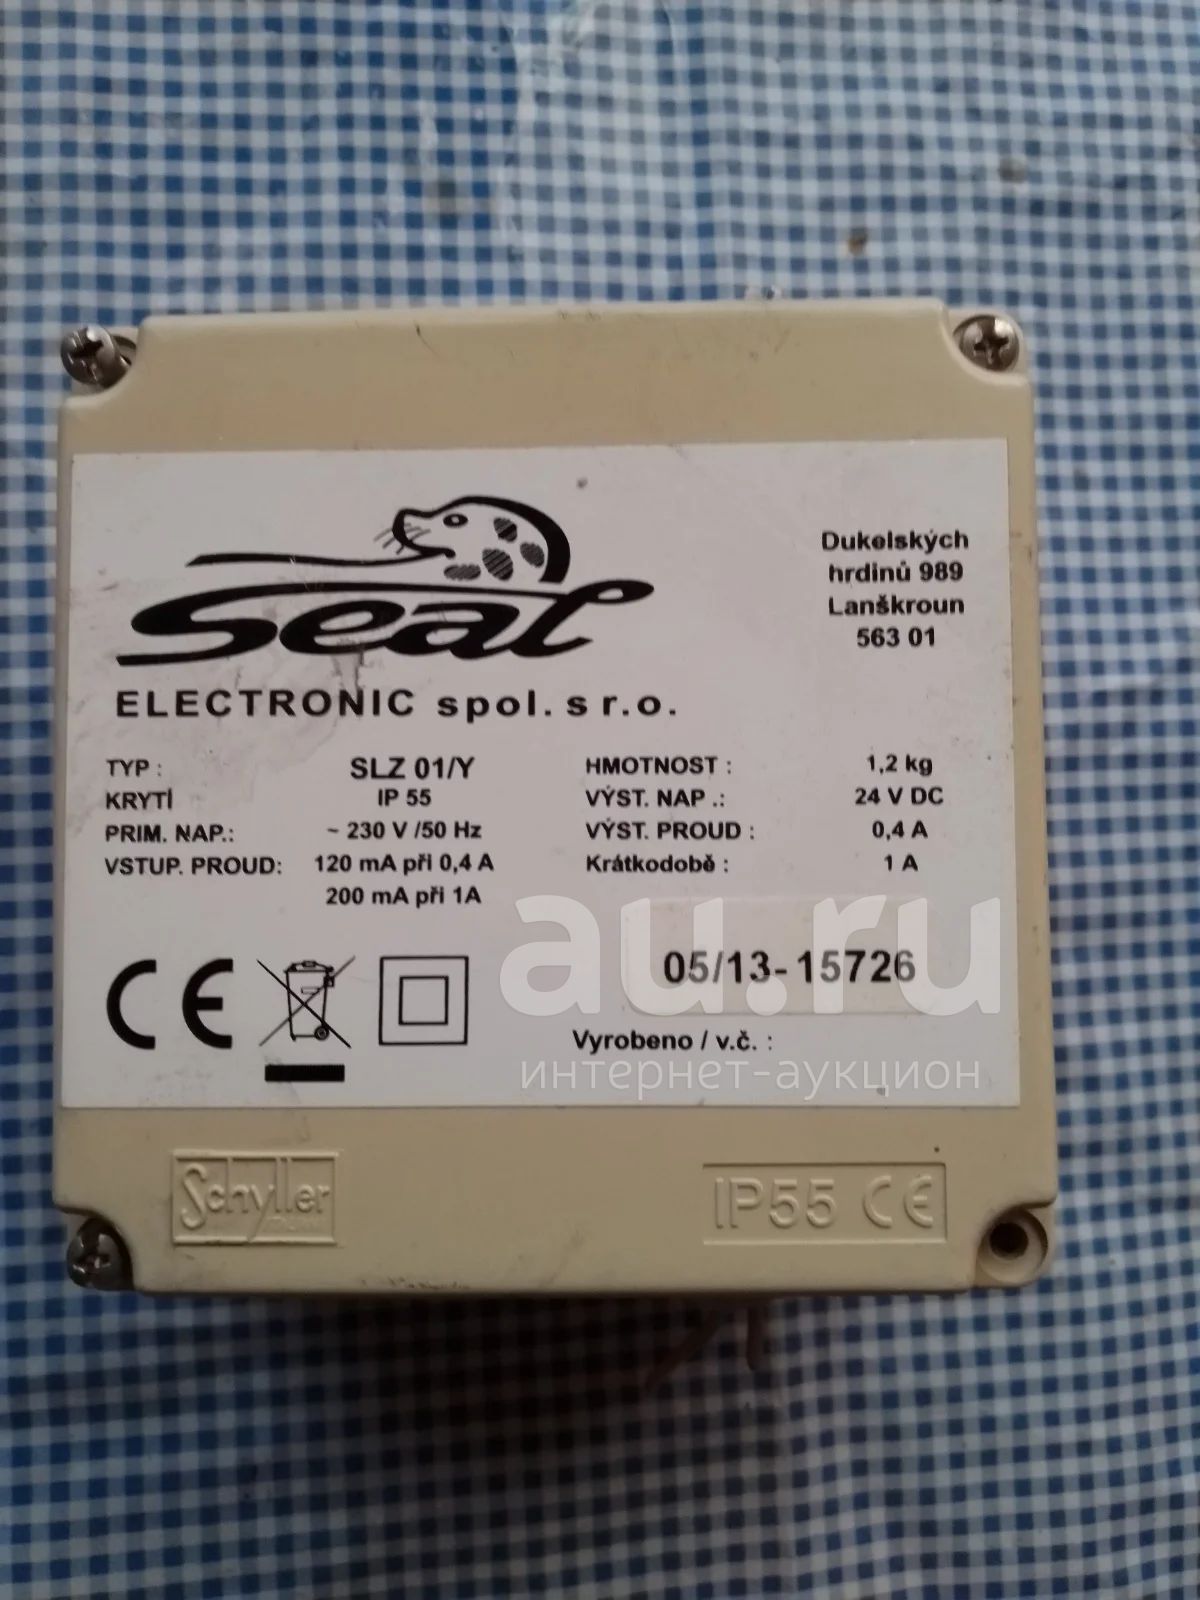 Seal
ELECTRONIC spol. s r.o.
Dukelských
hrdinů 989
Lanškroun
563 01
TYP : SLZ 01/Y
KRYTÍ IP 55
PRIM. NAP.: ~ 230 V /50 Hz
VSTUP. PROUD: 120 mA při 0,4 A
200 mA při 1A
HMOTNOST : 1,2 kg
VÝST. NAP .: 24 V DC
VÝST. PROUD : 0,4 A
Krátkodobě : 1 A
CE
05/13-15726
Vyrobeno / v.č. :
au.ru
интернет-аукцион
Schyller
IP55 CE